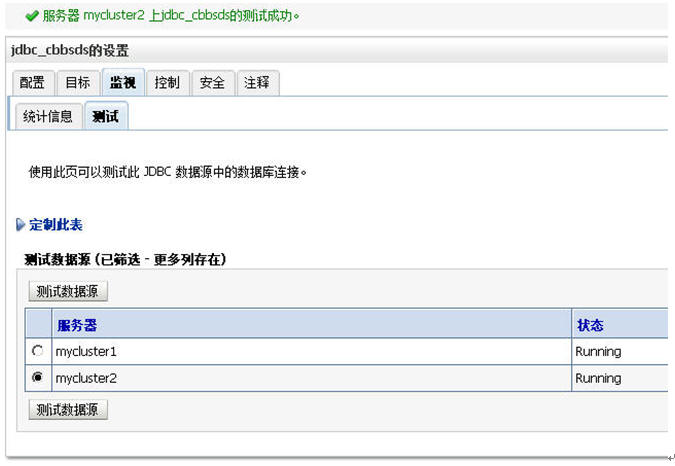 服务器 mycluster2 上jdbc_cbbsds的测试成功。
jdbc_cbbsds的设置
配置 目标 监视 控制 安全 注释
统计信息 测试
使用此页可以测试此 JDBC 数据源中的数据库连接。
定制此表
测试数据源 (已筛选 - 更多列存在)
测试数据源
服务器 状态
mycluster1 Running
mycluster2 Running
测试数据源